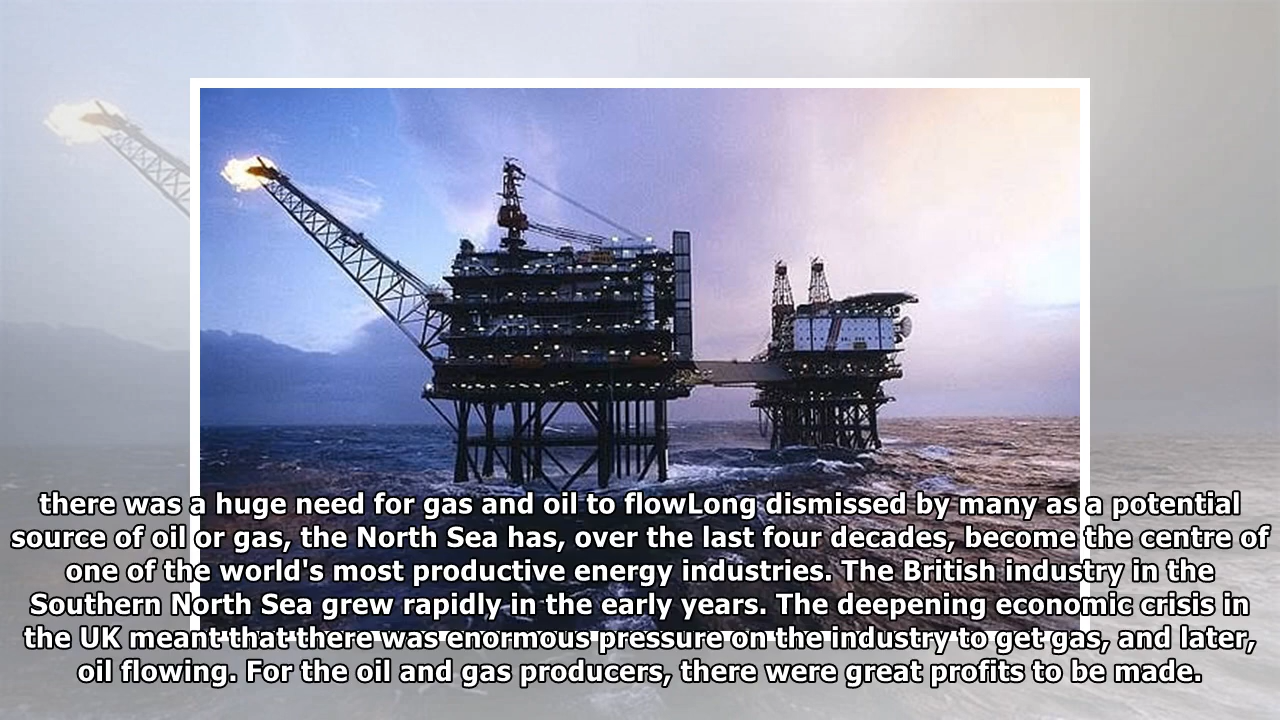 there was a huge need for gas and oil to flowLong dismissed by many as a potential
source of oil or gas, the North Sea has, over the last four decades, become the centre of
one of the world's most productive energy industries. The British industry in the
Southern North Sea grew rapidly in the early years. The deepening economic crisis in
the UK meant that there was enormous pressure on the industry to get gas, and later,
oil flowing. For the oil and gas producers, there were great profits to be made.